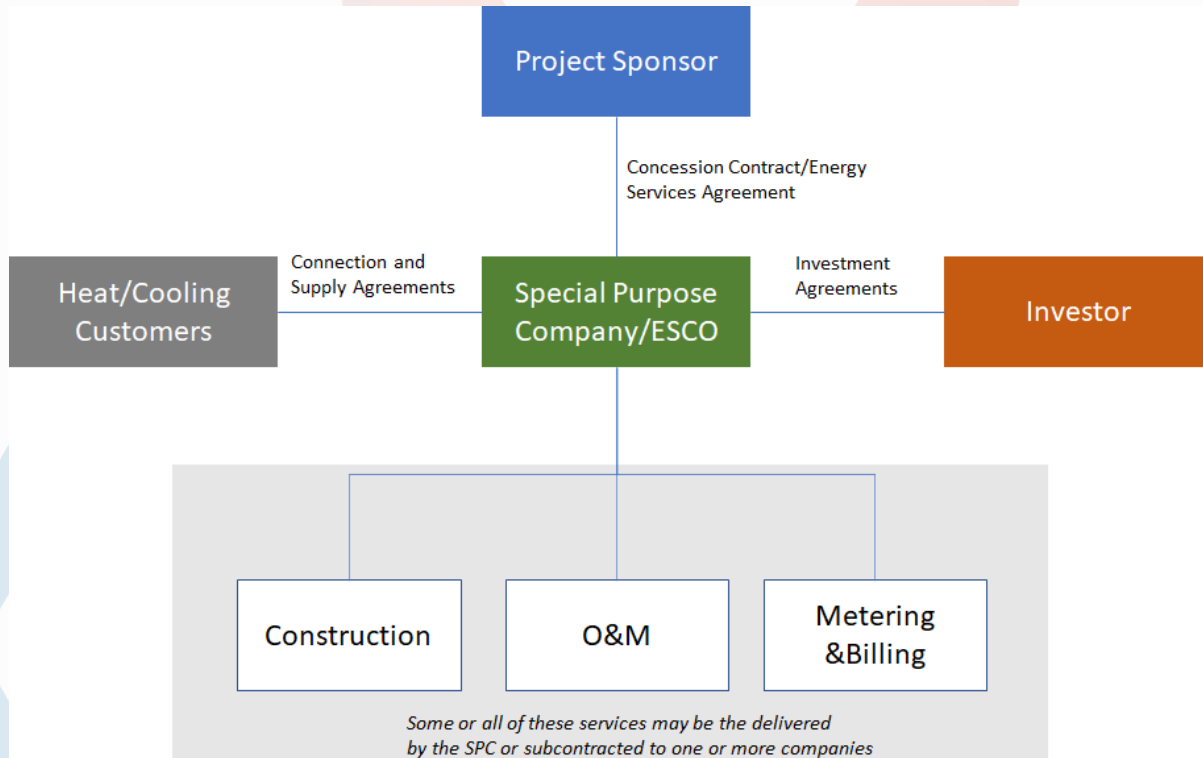 Project Sponsor
Concession Contract/Energy
Services Agreement
Heat/Cooling
Customers
Connection and
Supply Agreements
Special Purpose
Company/ESCO
Investment
Agreements
Investor
Construction
O&M
Metering
&Billing
Some or all of these services may be the delivered
by the SPC or subcontracted to one or more companies